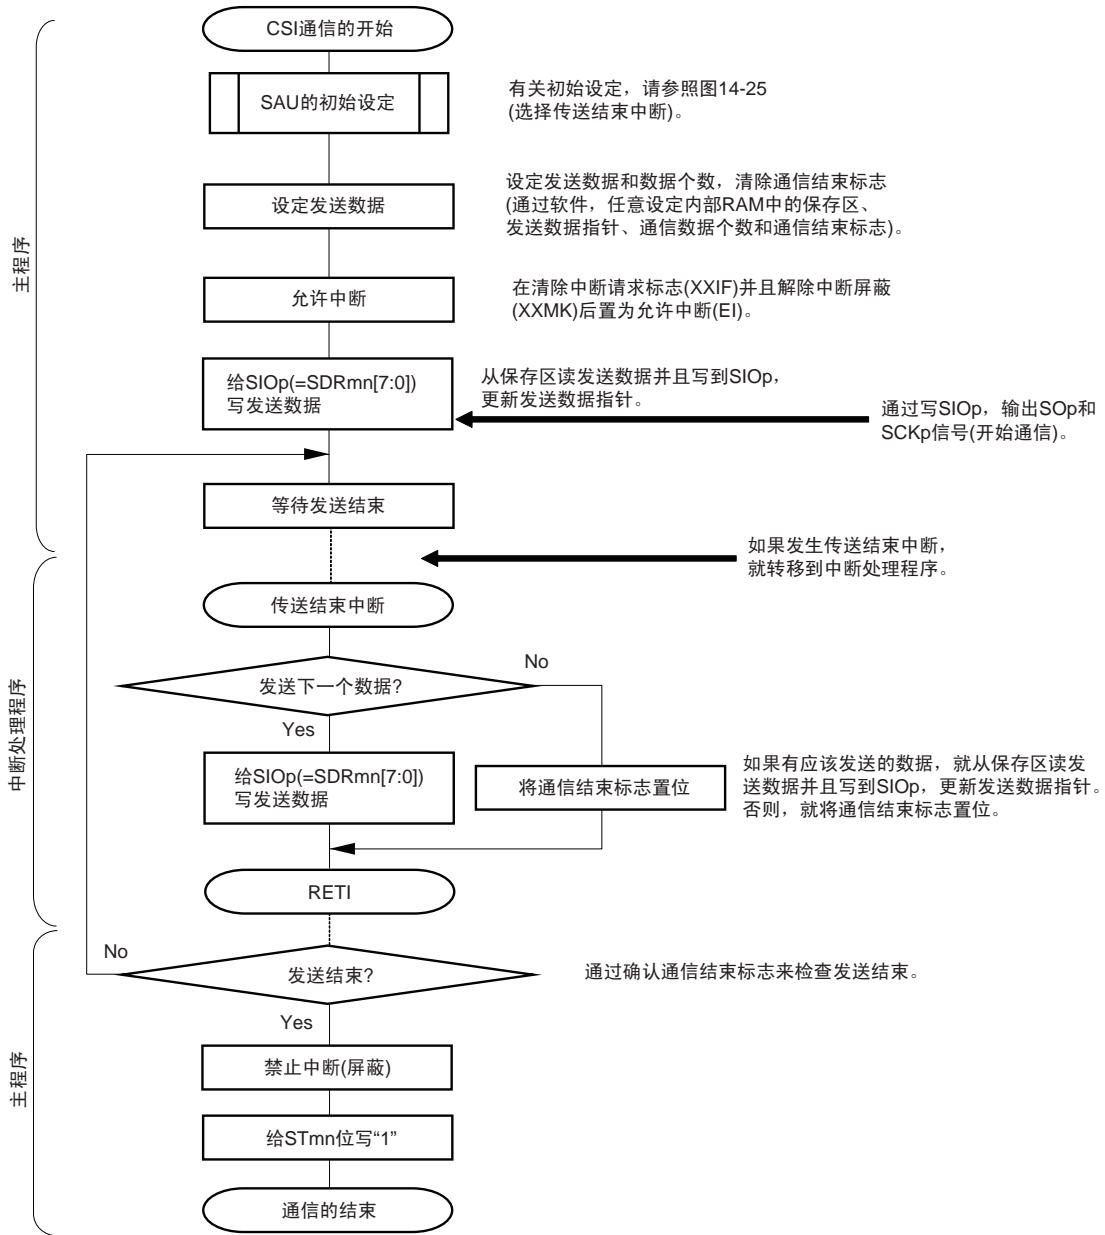 CSI通信的开始
SAU的初始设定
有关初始设定，请参照图14-25
(选择传送结束中断)。
设定发送数据
设定发送数据和数据个数，清除通信结束标志
(通过软件，任意设定内部RAM中的保存区、
发送数据指针、通信数据个数和通信结束标志)。
主程序
允许中断
在清除中断请求标志(XXIF)并且解除中断屏蔽
(XXMK)后置为允许中断(EI)。
给SIOp(=SDRmn[7:0])
写发送数据
从保存区读发送数据并且写到SIOp，
更新发送数据指针。
通过写SIOp，输出SOp和
SCKp信号(开始通信)。
等待发送结束
如果发生传送结束中断，
就转移到中断处理程序。
传送结束中断
发送下一个数据?
No
Yes
中断处理程序
给SIOp(=SDRmn[7:0])
写发送数据
将通信结束标志置位
如果有应该发送的数据，就从保存区读发
送数据并且写到SIOp，更新发送数据指针。
否则，就将通信结束标志置位。
RETI
No
发送结束?
通过确认通信结束标志来检查发送结束。
Yes
主程序
禁止中断(屏蔽)
给STmn位写“1”
通信的结束